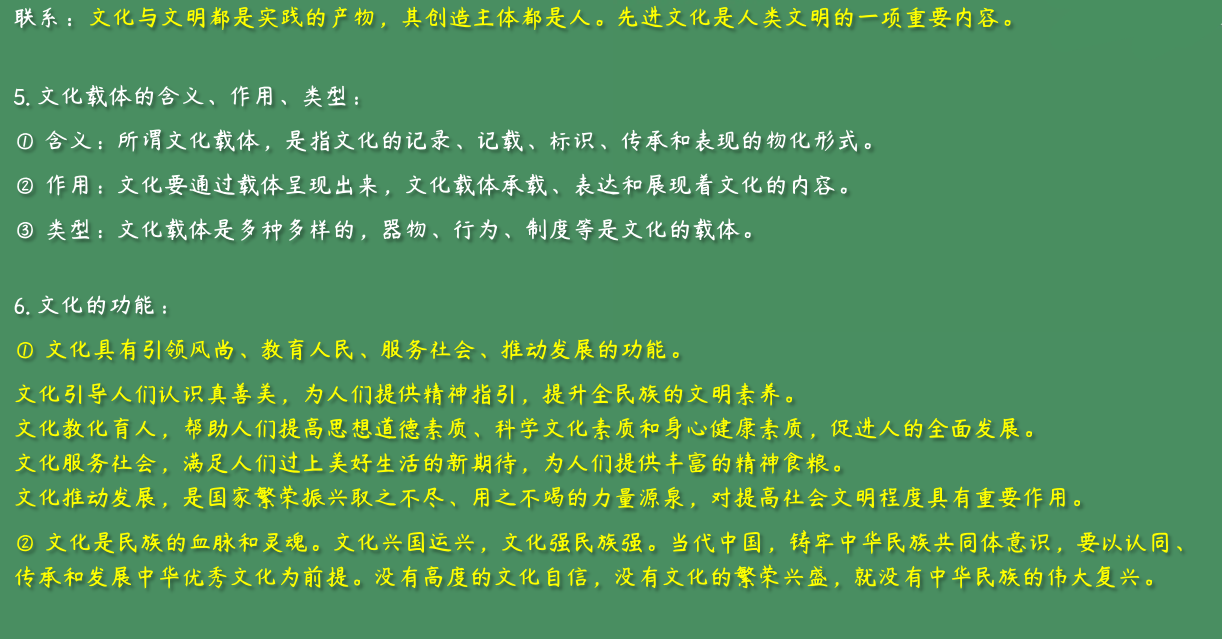 联系：文化与文明都是实践的产物，其创造主体都是人。先进文化是人类文明的一项重要内容。
5. 文化载体的含义、作用、类型：
① 含义：所谓文化载体，是指文化的记录、记载、标识、传承和表现的物化形式。
② 作用：文化要通过载体呈现出来，文化载体承载、表达和展现着文化的内容。
③ 类型：文化载体是多种多样的，器物、行为、制度等是文化的载体。
6. 文化的功能：
① 文化具有引领风尚、教育人民、服务社会、推动发展的功能。
文化引导人们认识真善美，为人们提供精神指引，提升全民族的文明素养。
文化教化育人，帮助人们提高思想道德素质、科学文化素质和身心健康素质，促进人的全面发展。
文化服务社会，满足人们过上美好生活的新期待，为人们提供丰富的精神食粮。
文化推动发展，是国家繁荣振兴取之不尽、用之不竭的力量源泉，对提高社会文明程度具有重要作用。
② 文化是民族的血脉和灵魂。文化兴国运兴，文化强民族强。当代中国，铸牢中华民族共同体意识，要以认同、
传承和发展中华优秀文化为前提。没有高度的文化自信，没有文化的繁荣兴盛，就没有中华民族的伟大复兴。